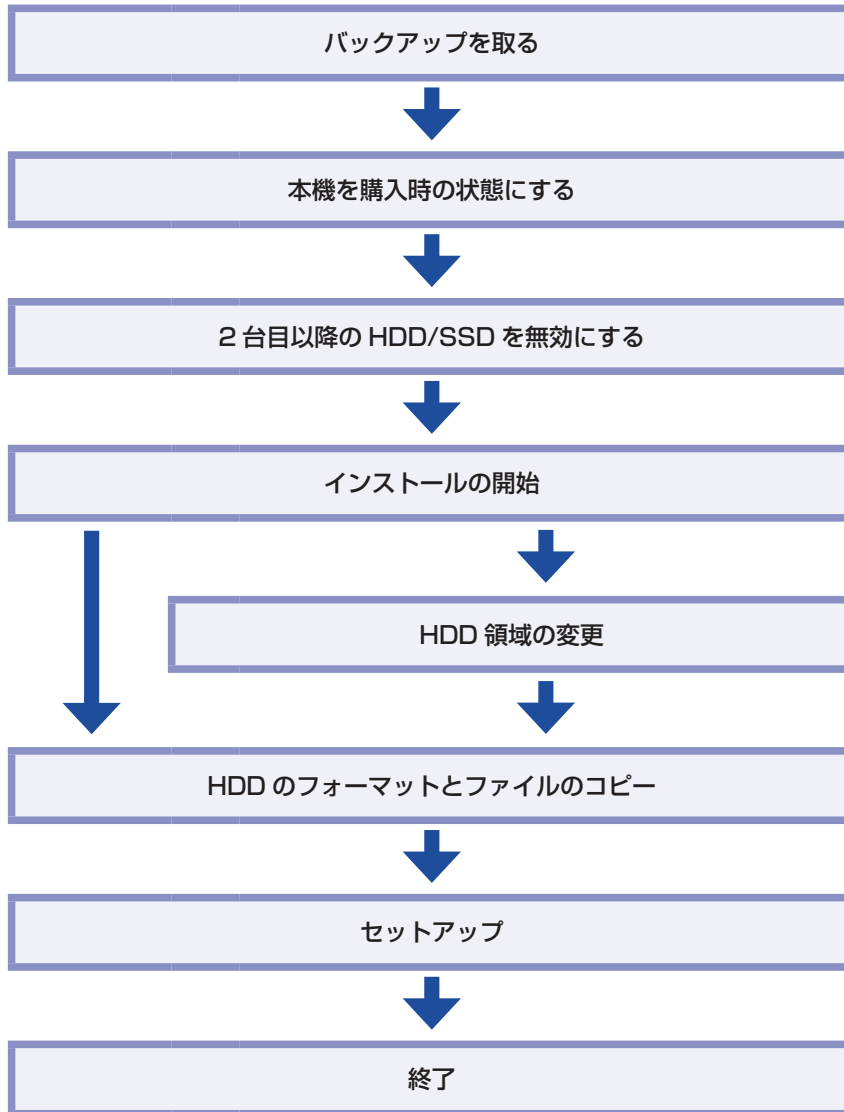 バックアップを取る
本機を購入時の状態にする
2 台目以降の HDD/SSD を無効にする
インストールの開始
HDD 領域の変更
HDD のフォーマットとファイルのコピー
セットアップ
終了